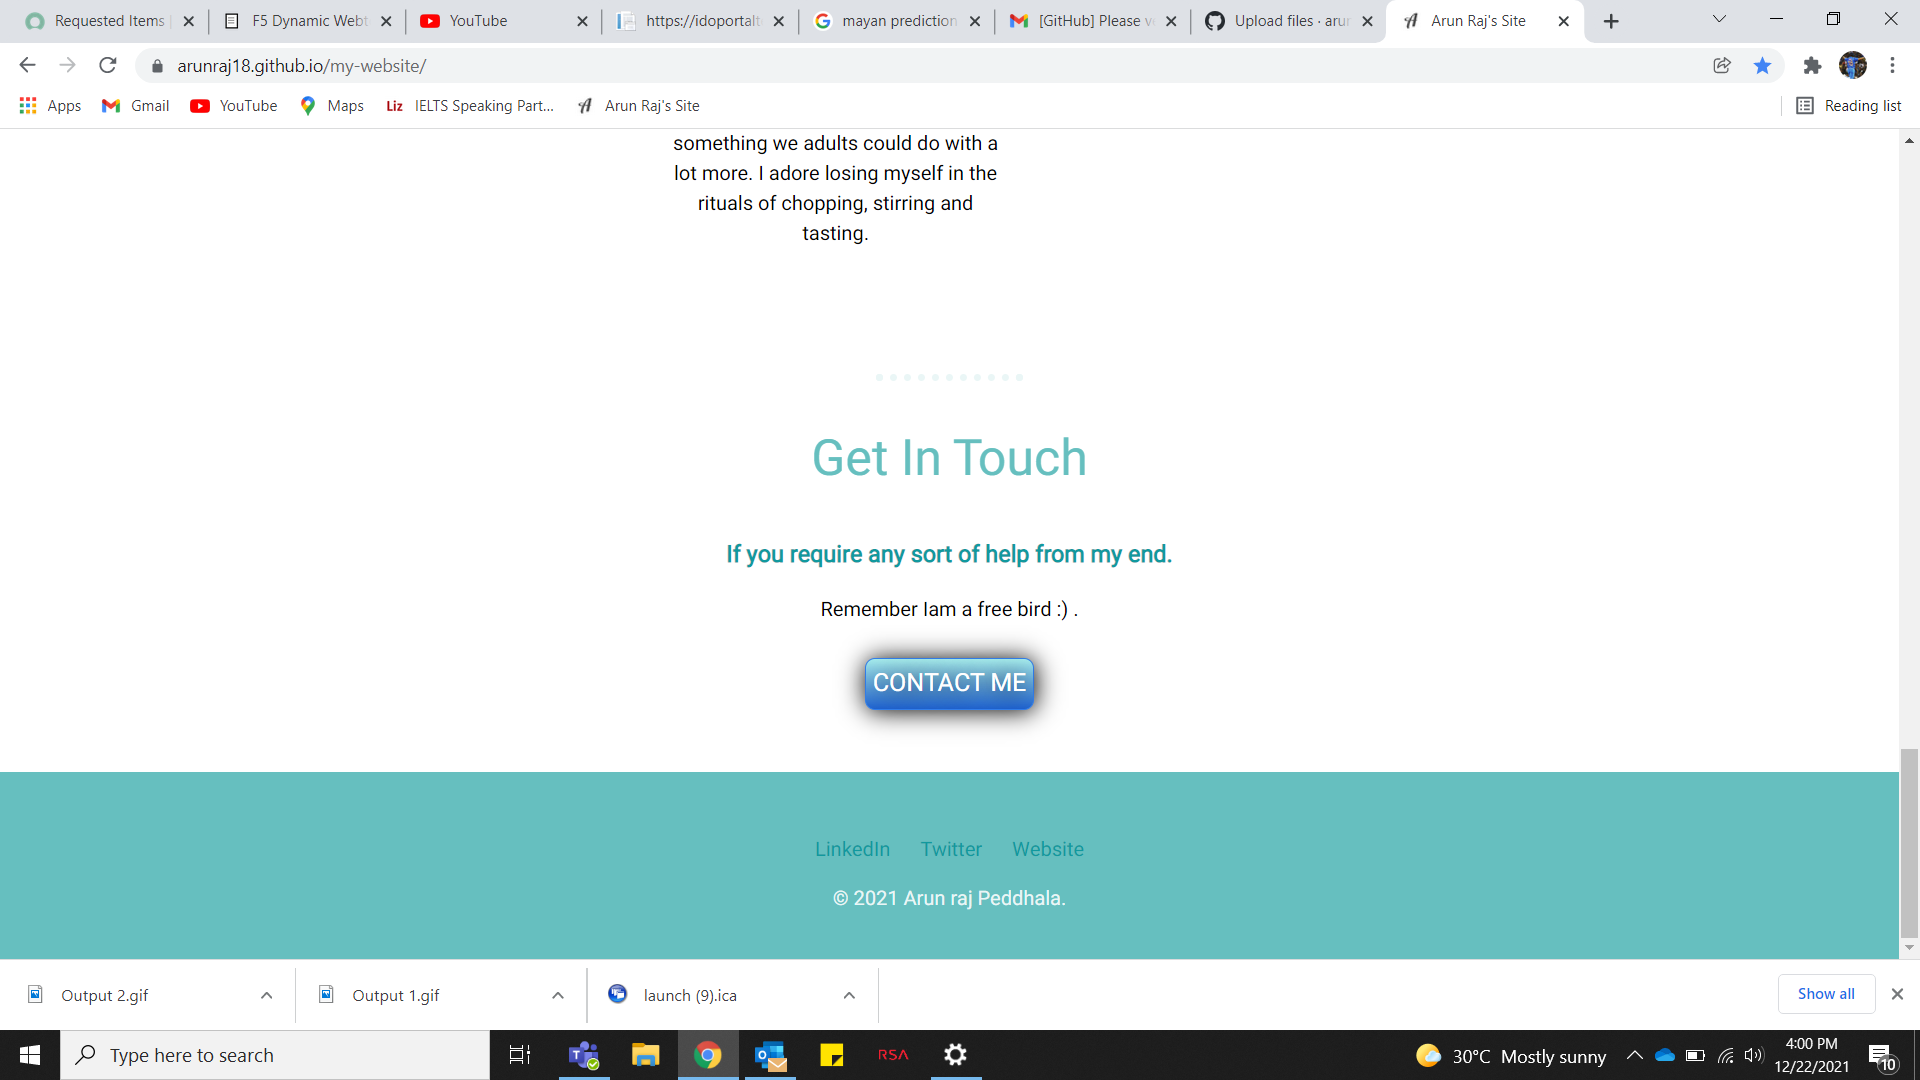 Requested Items
F5 Dynamic Webt
YouTube
https://idoportalt
mayan prediction
[GitHub] Please v
Upload files · arun
Arun Raj's Site
arunraj18.github.io/my-website/
Apps
Gmail
YouTube
Maps
Liz IELTS Speaking Part...
Arun Raj's Site
Reading list
something we adults could do with a
lot more. I adore losing myself in the
rituals of chopping, stirring and
tasting.
Get In Touch
If you require any sort of help from my end.
Remember Iam a free bird :) .
CONTACT ME
LinkedIn Twitter Website
© 2021 Arun raj Peddhala.
Output 2.gif
Output 1.gif
launch (9).ica
Show all
Type here to search
RSA
30°C Mostly sunny
4:00 PM
12/22/2021
10